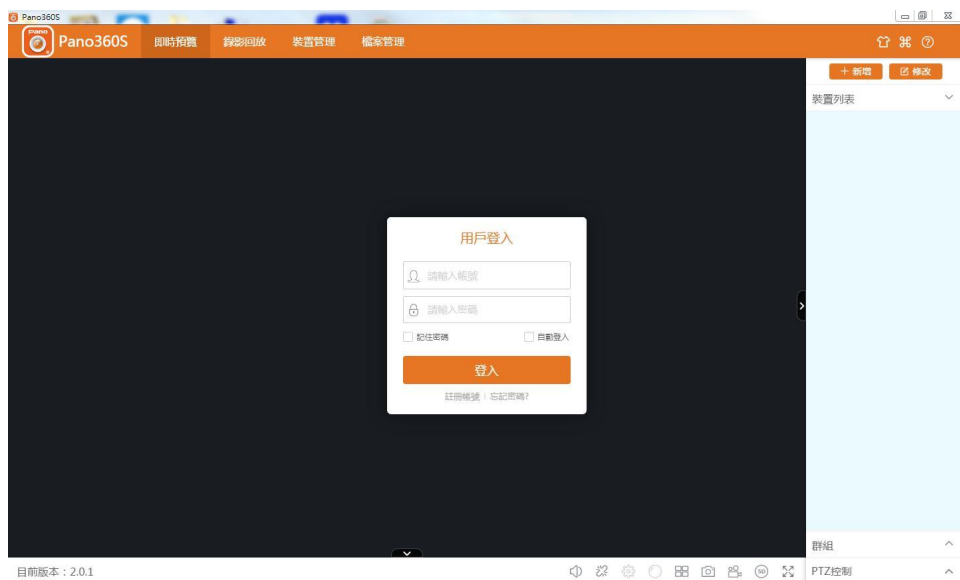 Pano360S
Pano
Pano360S 即時預覽 錄影回放 裝置管理 檔案管理
新增 修改
裝置列表
用戶登入
請輸入帳號
請輸入密碼
記住密碼 自動登入
登入
註冊帳號 | 忘記密碼?
群組
目前版本：2.0.1
SD
PTZ控制